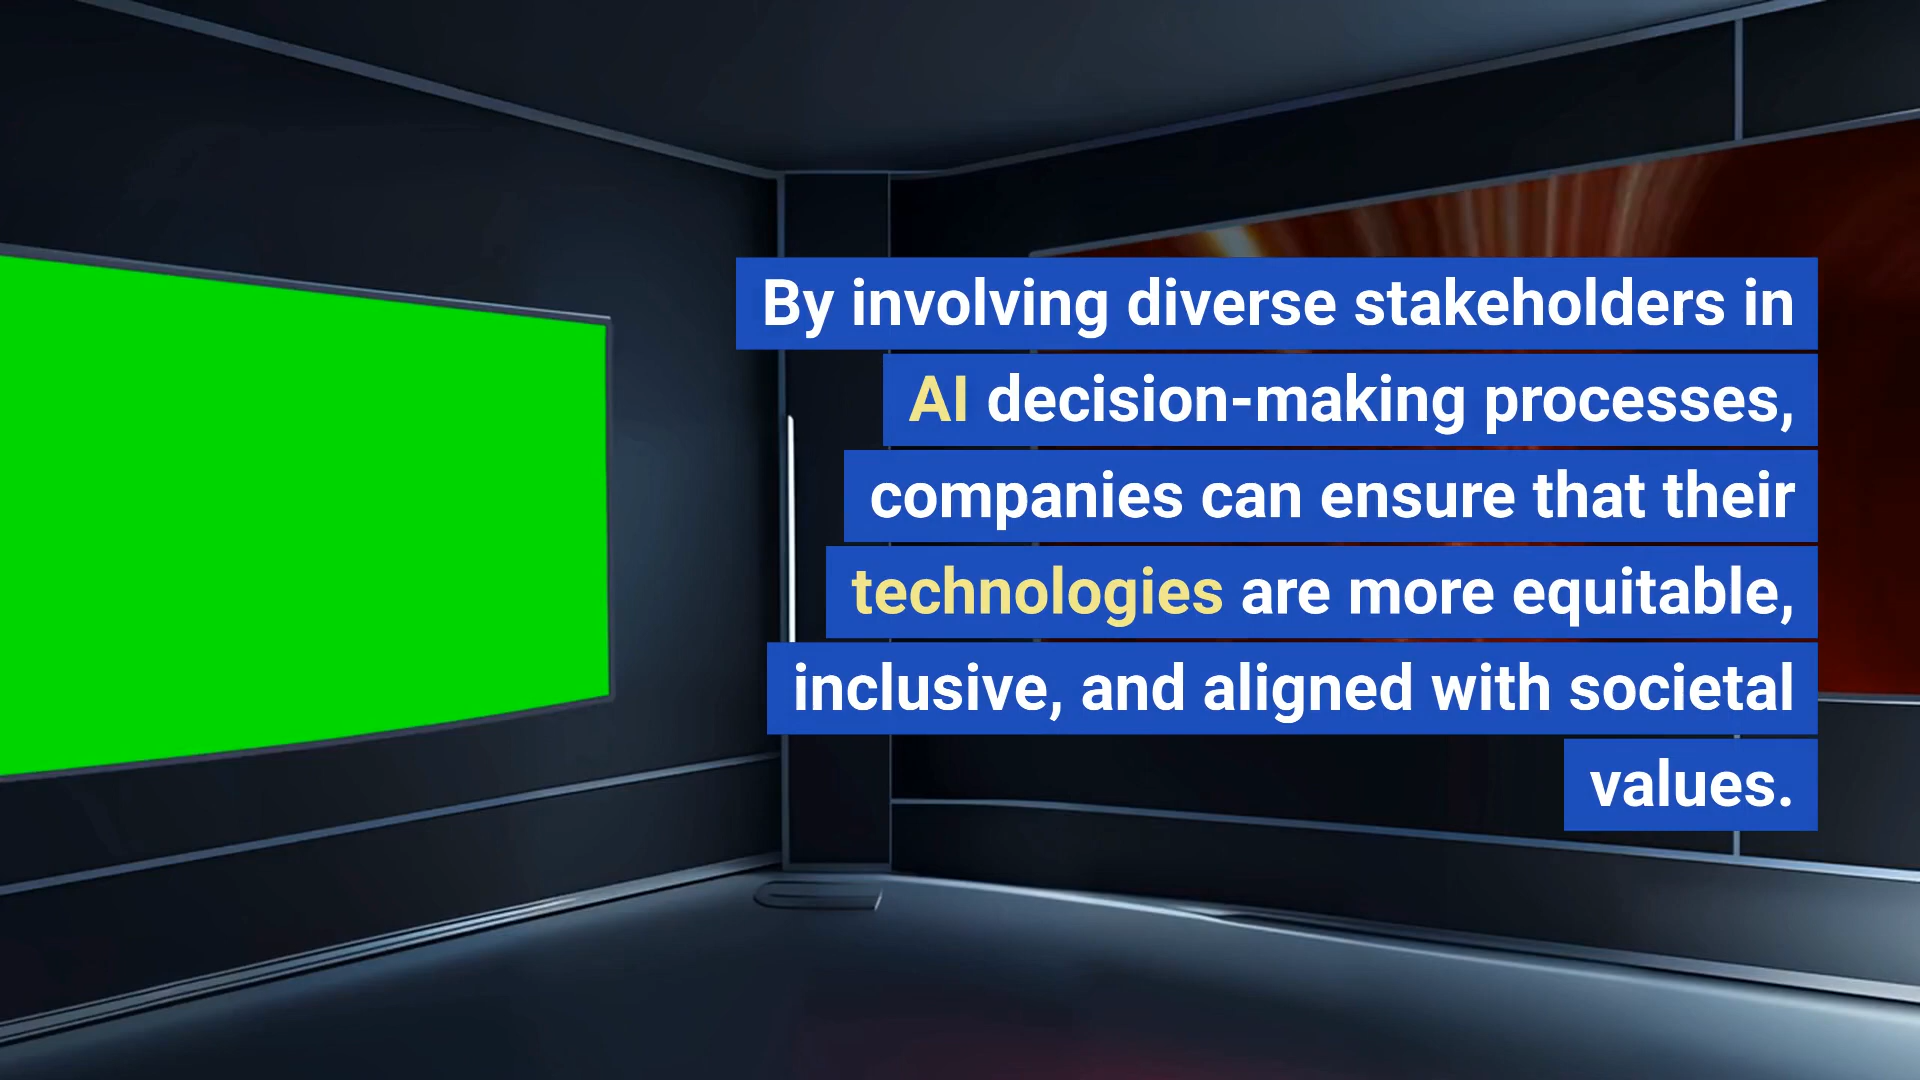 By involving diverse stakeholders in
AI decision-making processes,
companies can ensure that their
technologies are more equitable,
inclusive, and aligned with societal
values.